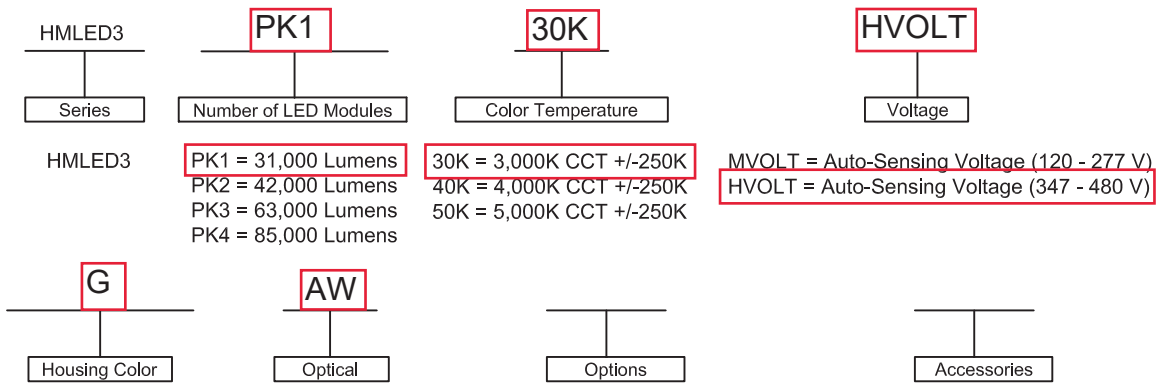 HMLED3 PK1 30K HVOLT
Series Number of LED Modules Color Temperature Voltage
HMLED3 PK1 = 31,000 Lumens 30K = 3,000K CCT +/-250K MVOLT = Auto-Sensing Voltage (120 - 277 V)
PK2 = 42,000 Lumens 40K = 4,000K CCT +/-250K HVOLT = Auto-Sensing Voltage (347 - 480 V)
PK3 = 63,000 Lumens 50K = 5,000K CCT +/-250K
PK4 = 85,000 Lumens
G AW
Housing Color Optical Options Accessories